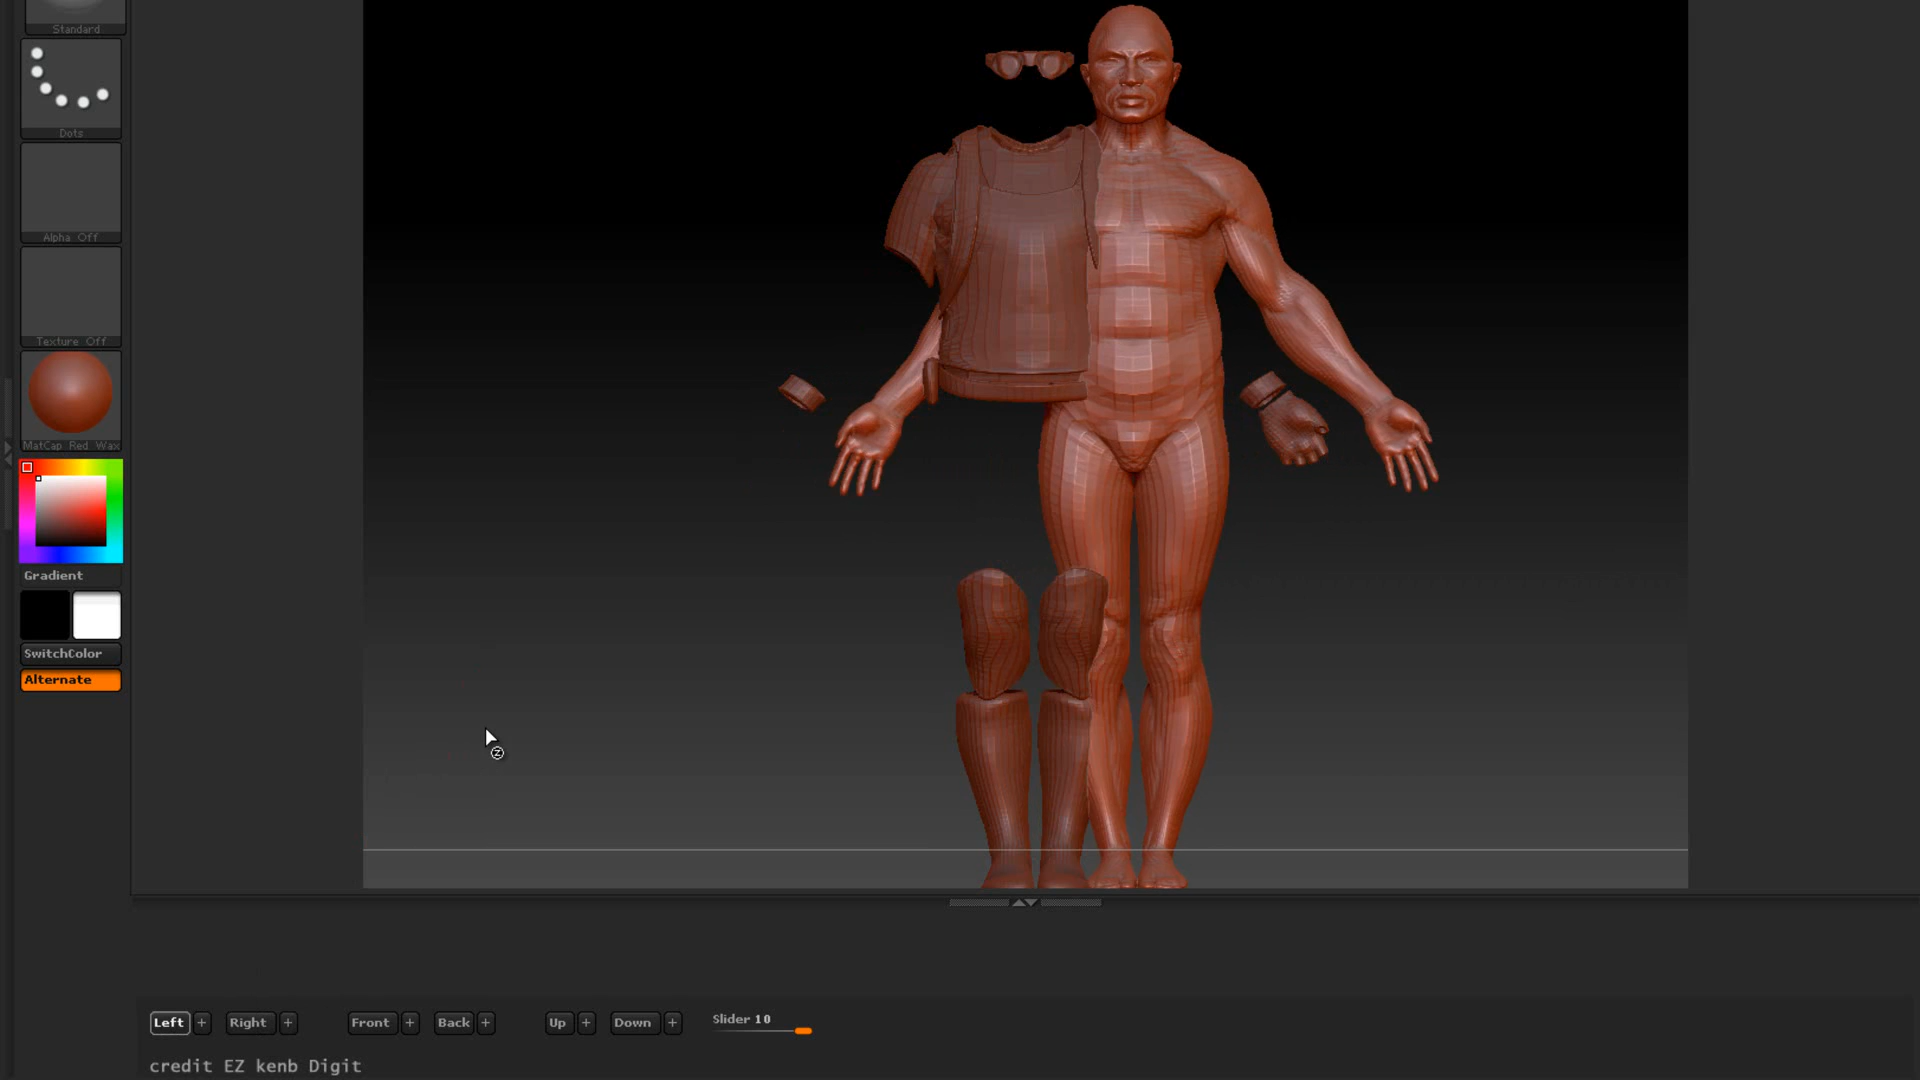 Standard
Dots
Alpha Off
Texture Off
MatCap Red Wax
Gradient
SwitchColor
Alternate
Left + Right + Front + Back + Up + Down + Slider 10
credit EZ kenb Digit